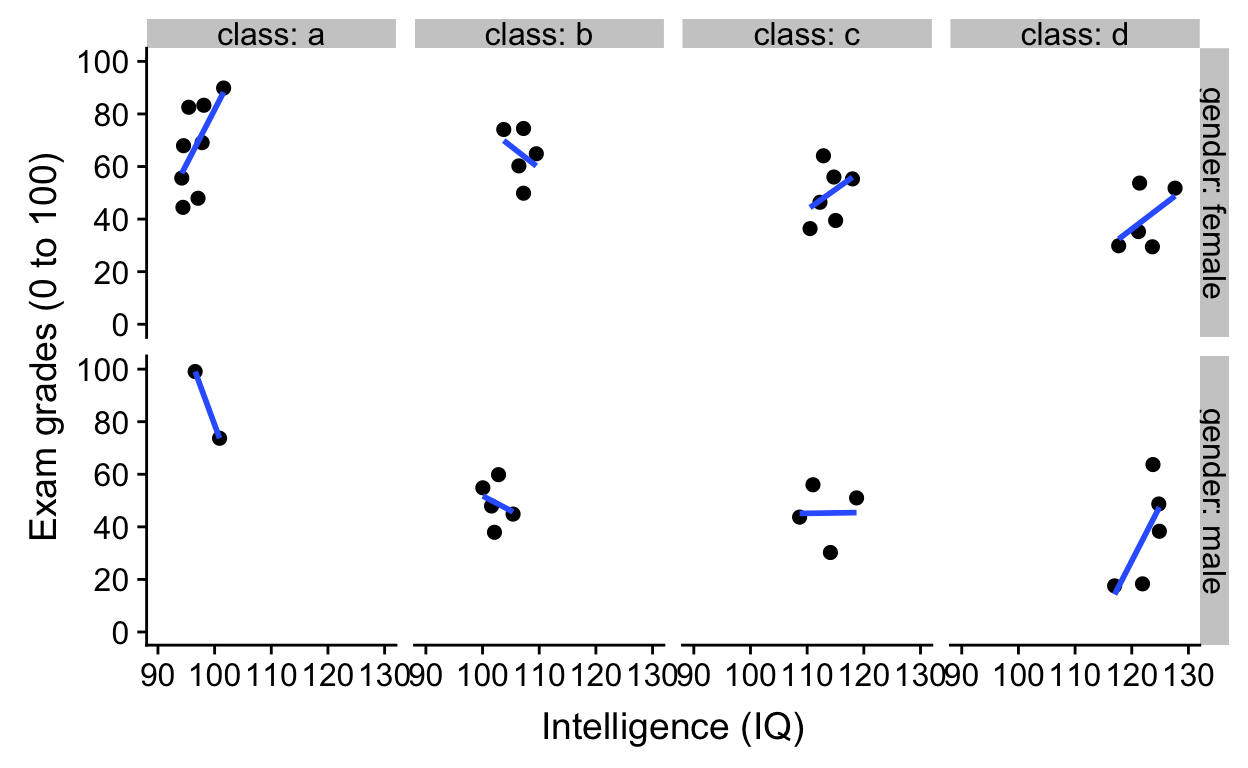 class: a
class: b
class: c
class: d
100
80
60
40
20
0
gender: female
100
80
60
40
20
0
gender: male
Exam grades (0 to 100)
90 100 110 120 130
90 100 110 120 130
90 100 110 120 130
90 100 110 120 130
Intelligence (IQ)